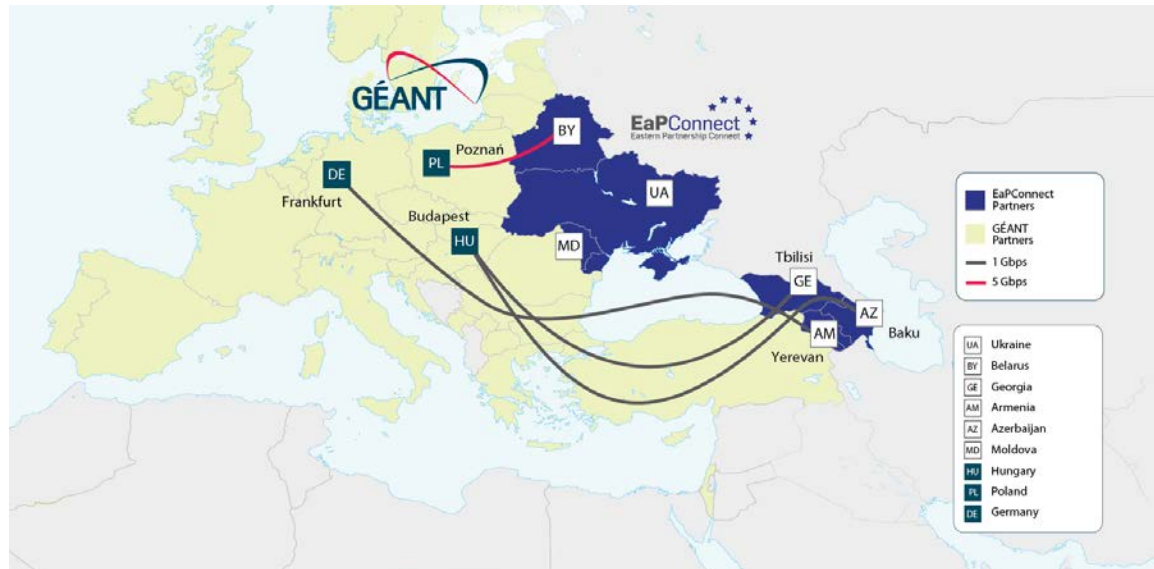 GÉANT
EaPConnect
Eastern Partnership Connect
BY
Poznań
PL
DE
Frankfurt
UA
Budapest
HU
MD
Tbilisi
GE
AZ
Baku
AM
Yerevan
EaPConnect
Partners
GÉANT
Partners
1 Gbps
5 Gbps
UA Ukraine
BY Belarus
GE Georgia
AM Armenia
AZ Azerbaijan
MD Moldova
HU Hungary
PL Poland
DE Germany